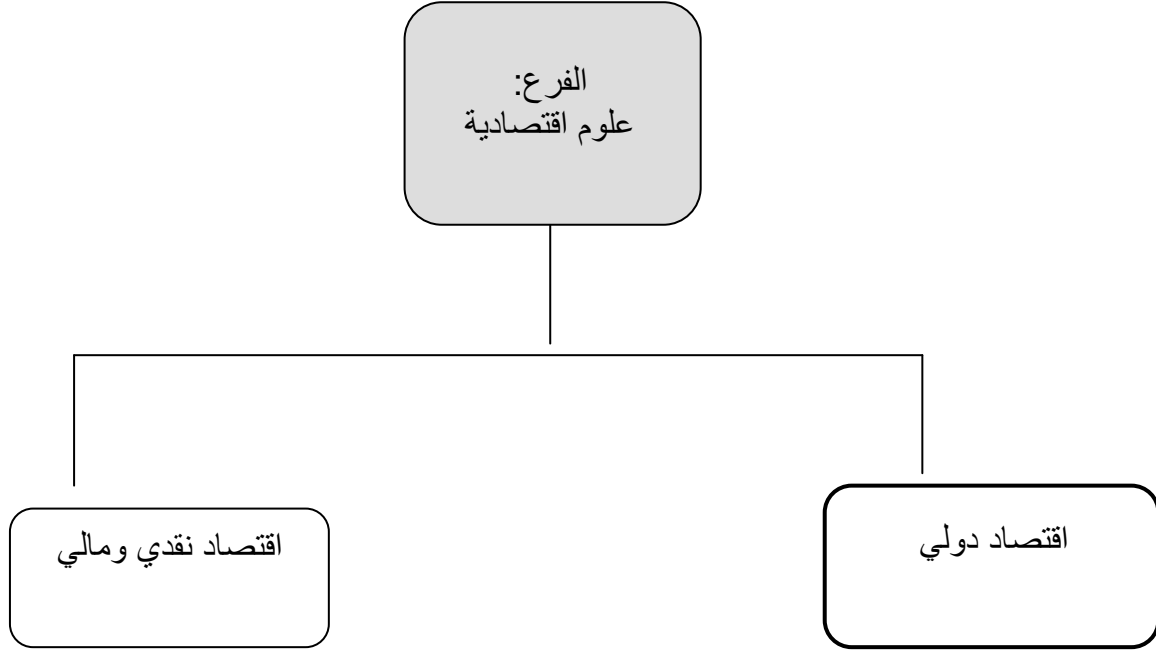 الفرع:
علوم اقتصادية
اقتصاد دولي
اقتصاد نقدي ومالي